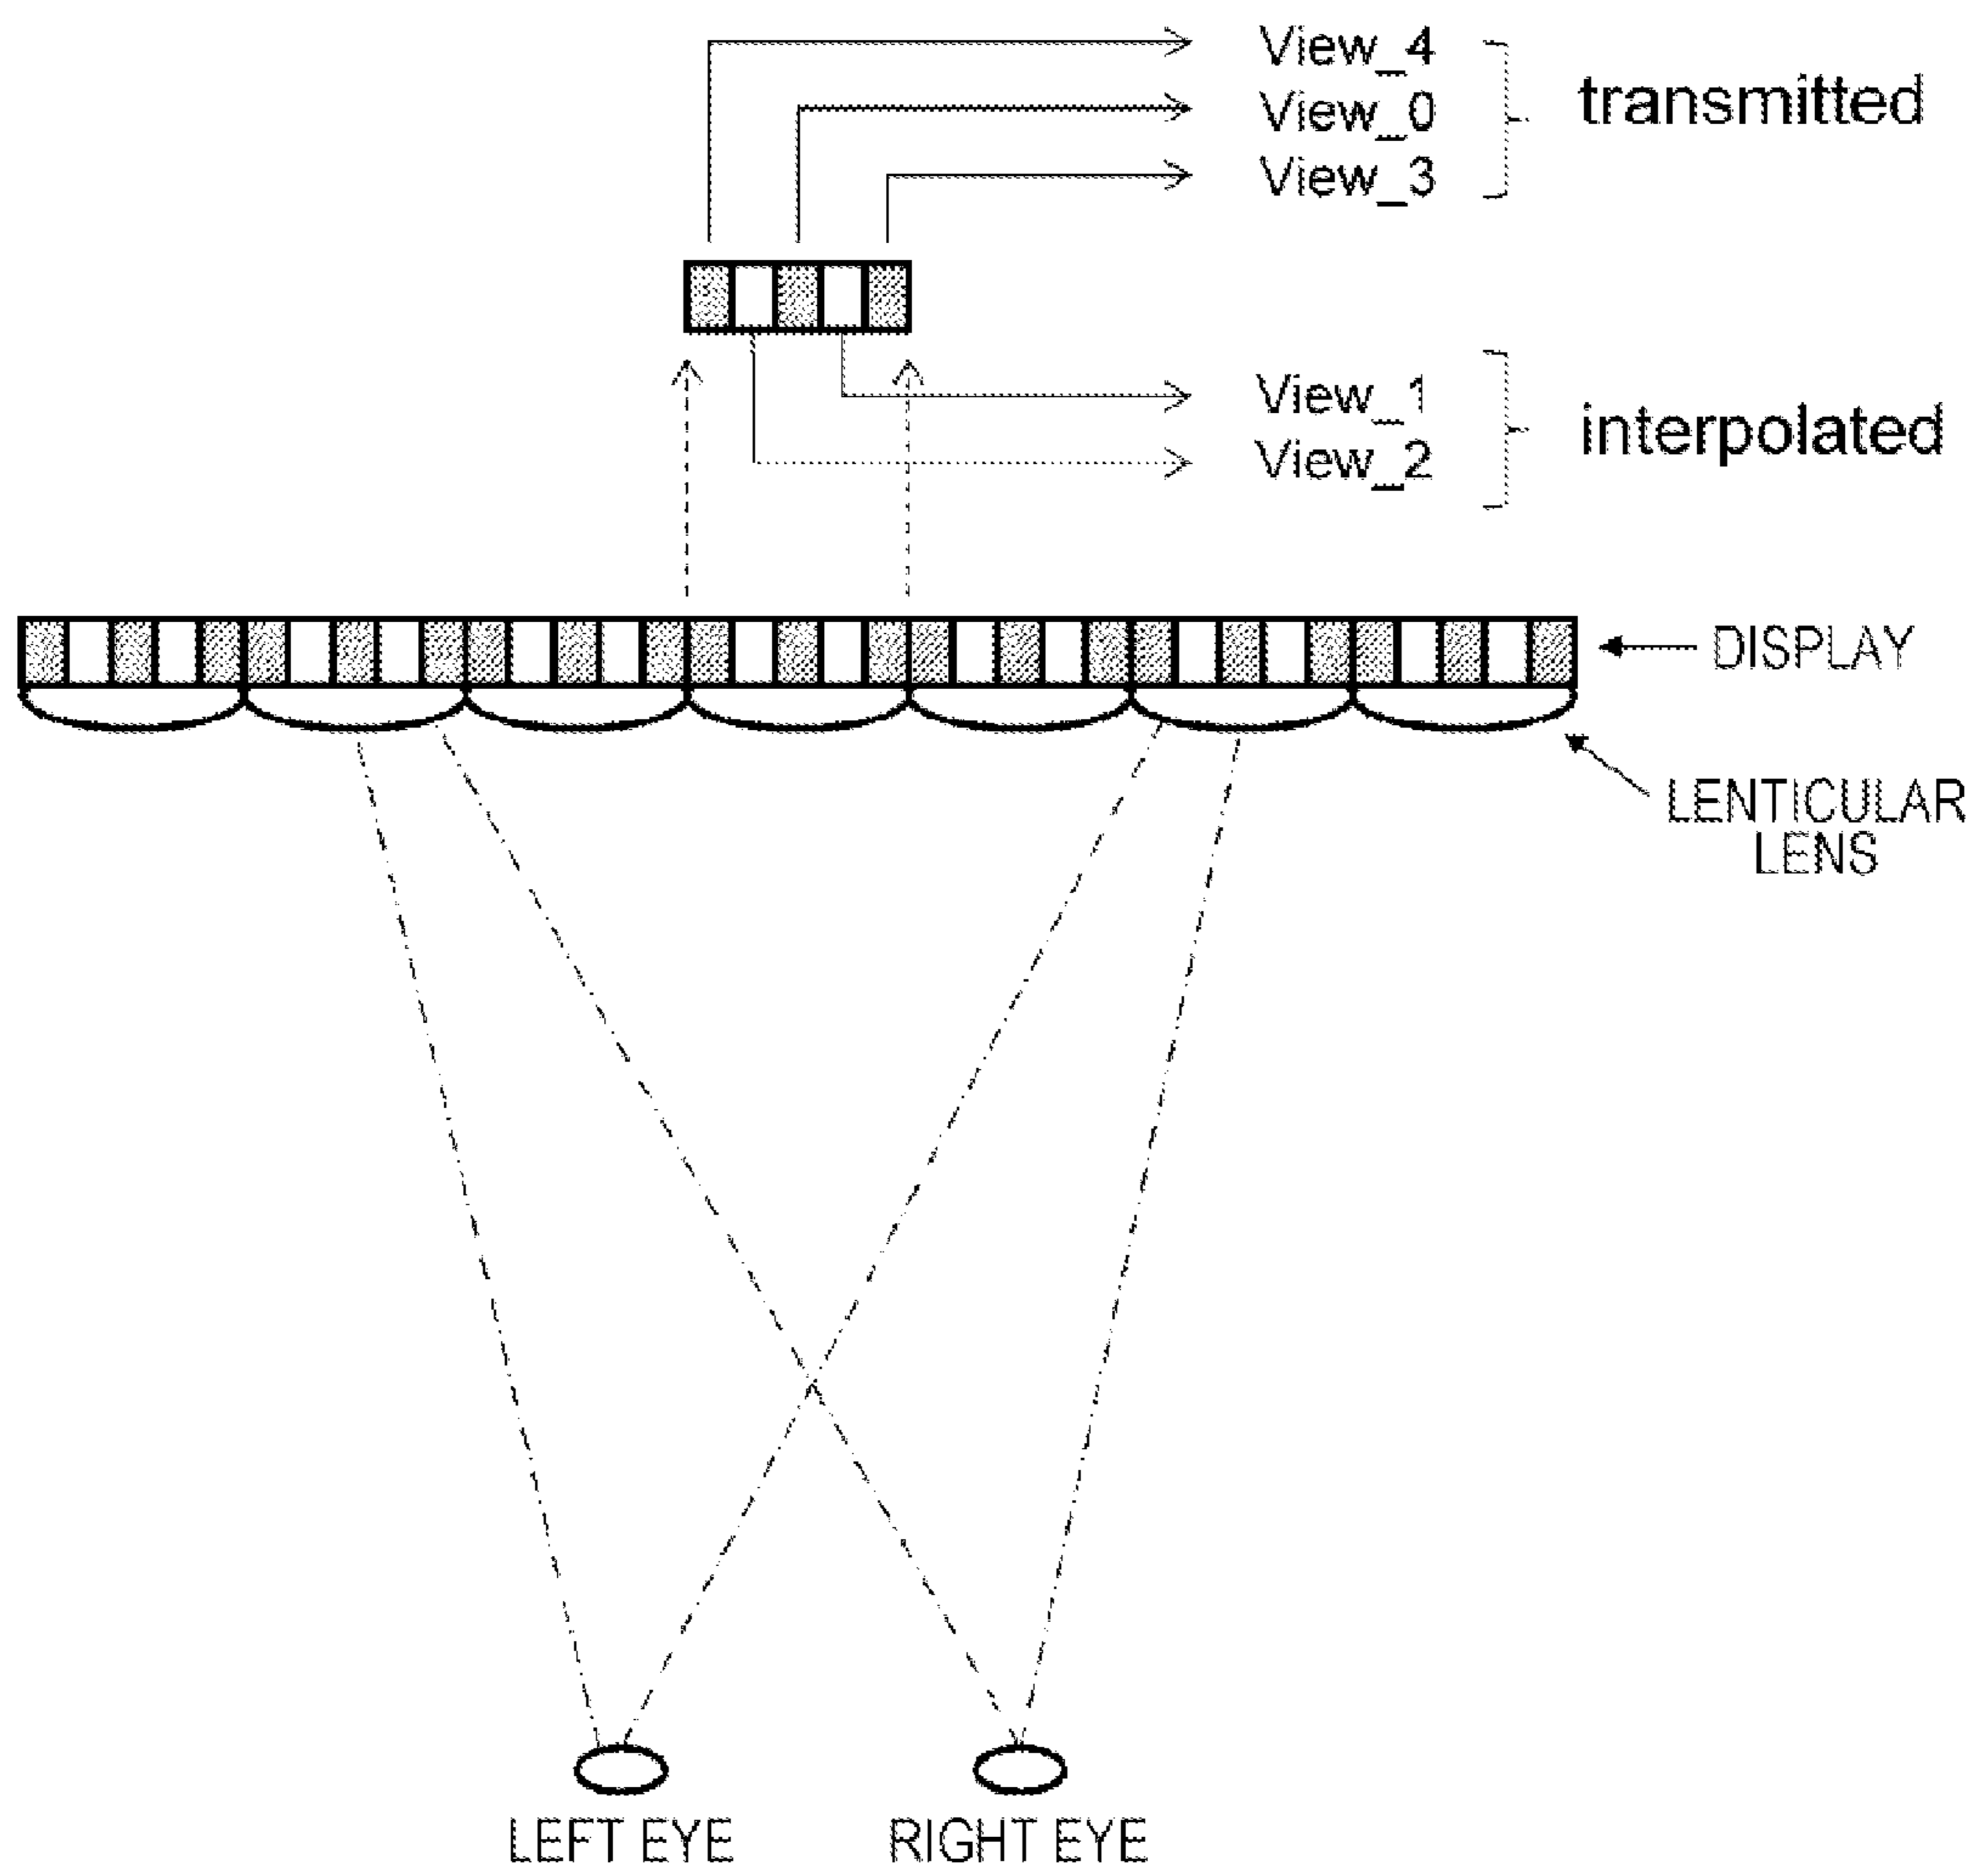 View_4
View_0
View_3
transmitted
View_1
View_2
interpolated
DISPLAY
LENTICULAR
LENS
LEFT EYE
RIGHT EYE